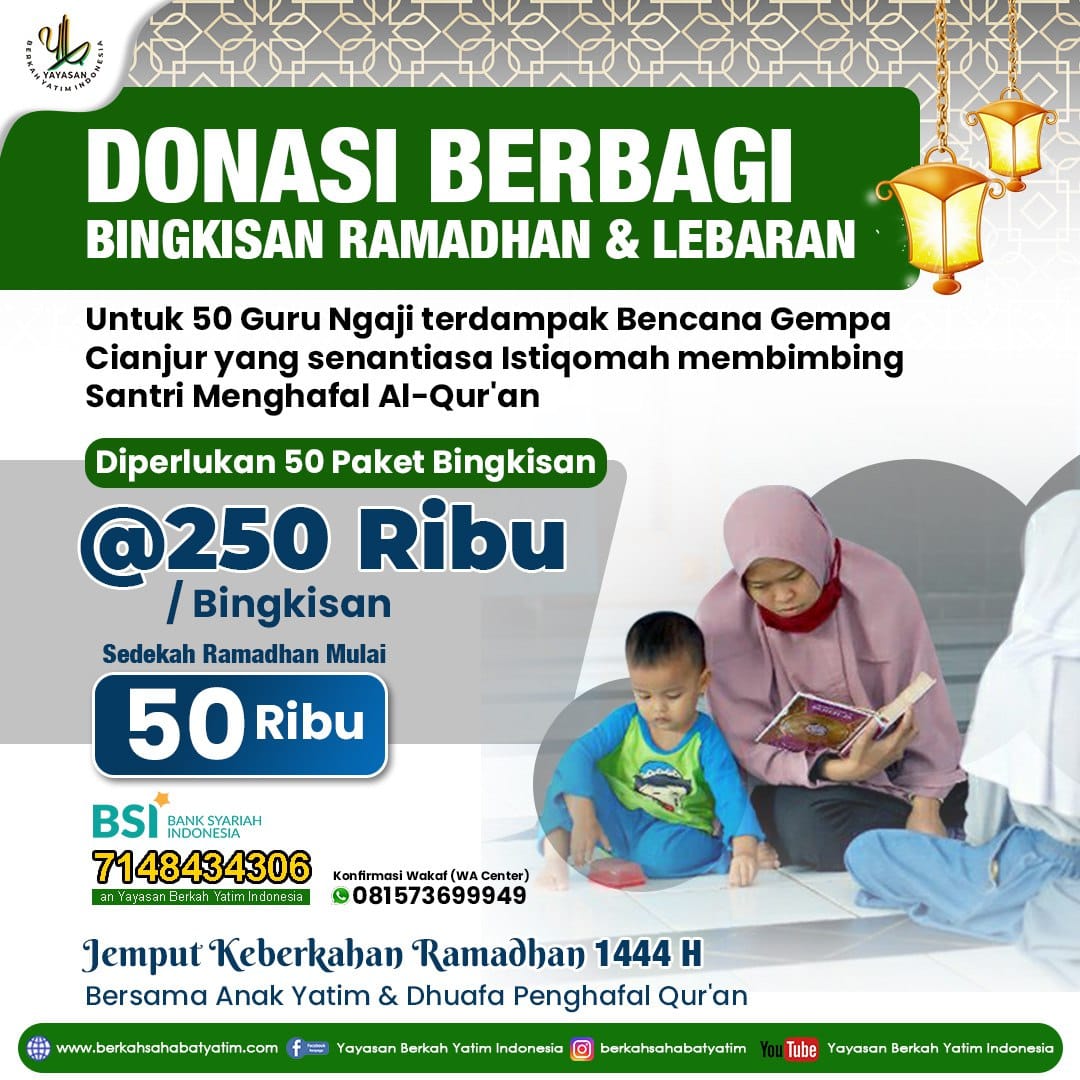 YAYASAN
BERKAH YATIM INDONESIA
DONASI BERBAGI
BINGKISAN RAMADHAN & LEBARAN
Untuk 50 Guru Ngaji terdampak Bencana Gempa
Cianjur yang senantiasa Istiqomah membimbing
Santri Menghafal Al-Qur'an
Diperlukan 50 Paket Bingkisan
@250 Ribu
/ Bingkisan
Sedekah Ramadhan Mulai
50 Ribu
BSI BANK SYARIAH
INDONESIA
7148434306
an Yayasan Berkah Yatim Indonesia
Konfirmasi Wakaf (WA Center)
081573699949
Jemput Keberkahan Ramadhan 1444 H
Bersama Anak Yatim & Dhuafa Penghafal Qur'an
www.berkahsahabatyatim.com Yayasan Berkah Yatim Indonesia berkahsahabatyatim YouTube Yayasan Berkah Yatim Indonesia